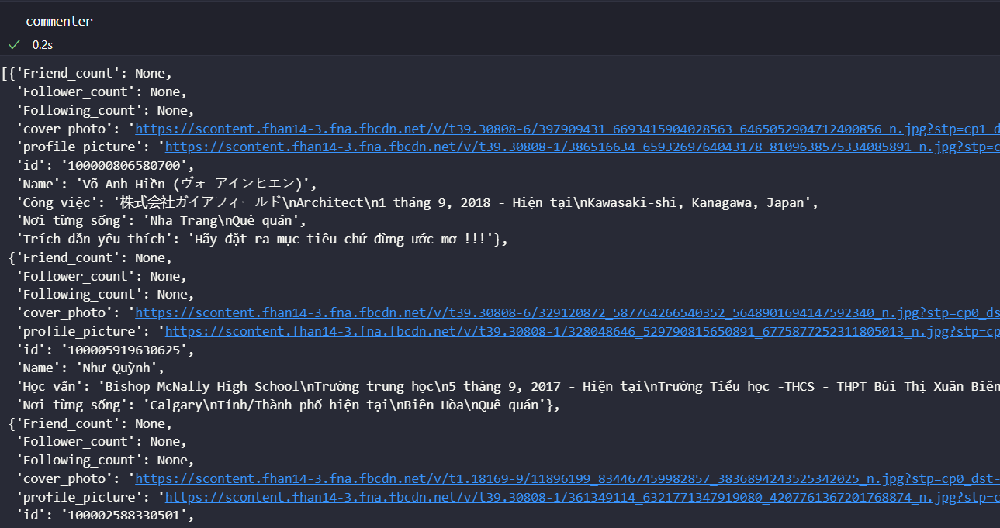 commenter
0.2s
[{'Friend_count': None,
'Follower_count': None,
'Following_count': None,
'cover_photo': 'https://scontent.fhan14-3.fna.fbcdn.net/v/t39.30808-6/397909431_6693415904028563_6465052904712400856_n.jpg?stp=cp1_d
'profile_picture': 'https://scontent.fhan14-3.fna.fbcdn.net/v/t39.30808-1/386516634_6593269764043178_8109638575334085891_n.jpg?stp=c
'id': '100000806580700',
'Name': 'Võ Anh Hiền (ヴォ アインヒエン)',
'Công việc': '株式会社ガイアフィールド\nArchitect\n1 tháng 9, 2018 - Hiện tại\nKawasaki-shi, Kanagawa, Japan',
'Nơi từng sống': 'Nha Trang\nQuê quán',
'Trích dẫn yêu thích': 'Hãy đặt ra mục tiêu chứ đừng ước mơ !!!'},
{'Friend_count': None,
'Follower_count': None,
'Following_count': None,
'cover_photo': 'https://scontent.fhan14-3.fna.fbcdn.net/v/t39.30808-6/329120872_587764266540352_5648901694147592340_n.jpg?stp=cp0_ds
'profile_picture': 'https://scontent.fhan14-3.fna.fbcdn.net/v/t39.30808-1/328048646_529790815650891_6775877252311805013_n.jpg?stp=cp
'id': '100005919630625',
'Name': 'Như Quỳnh',
'Học vấn': 'Bishop McNally High School\nTrường trung học\n5 tháng 9, 2017 - Hiện tại\nTrường Tiểu học -THCS - THPT Bùi Thị Xuân Biên
'Nơi từng sống': 'Calgary\nTỉnh/Thành phố hiện tại\nBiên Hòa\nQuê quán'},
{'Friend_count': None,
'Follower_count': None,
'Following_count': None,
'cover_photo': 'https://scontent.fhan14-3.fna.fbcdn.net/v/t1.18169-9/11896199_834467459982857_3836894243525342025_n.jpg?stp=cp0_dst-
'profile_picture': 'https://scontent.fhan14-3.fna.fbcdn.net/v/t39.30808-1/361349114_6321771347919080_4207761367201768874_n.jpg?stp=c
'id': '100002588330501',